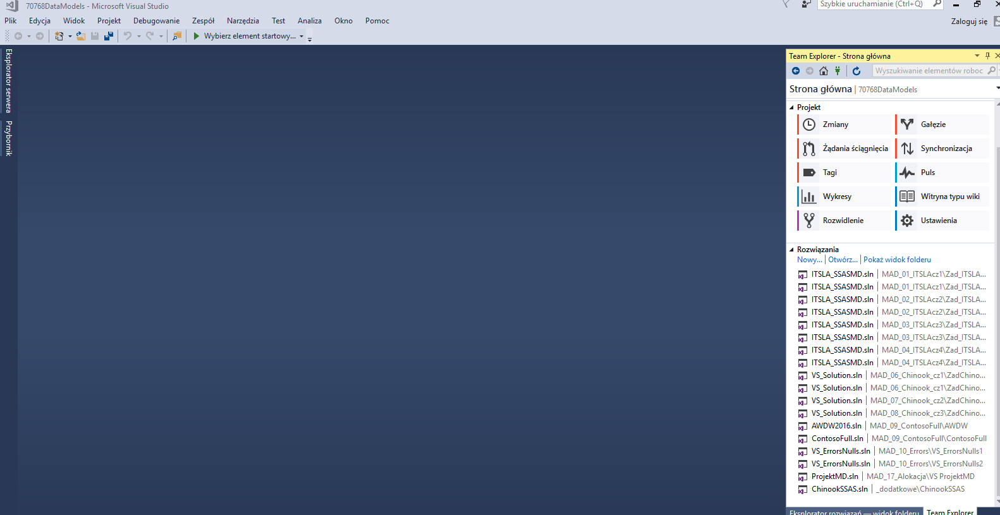 70768DataModels - Microsoft Visual Studio
Szybkie uruchamianie (Ctrl+Q)
Plik Edycja Widok Projekt Debugowanie Zespół Narzędzia Test Analiza Okno Pomoc
Zaloguj się
Wybierz element startowy...
Eksplorator serwera
Przybornik
Team Explorer - Strona główna
Wyszukiwanie elementów roboc
Strona główna | 70768DataModels
Projekt
Zmiany Gałęzie
Żądania ściągnięcia Synchronizacja
Tagi Puls
Wykresy Witryna typu wiki
Rozwidlenie Ustawienia
Rozwiązania
Nowy... | Otwórz... | Pokaż widok folderu
ITSLA_SSASMD.sln | MAD_01_ITSLAcz1\Zad_ITSLA...
ITSLA_SSASMD.sln | MAD_01_ITSLAcz1\Zad_ITSLA...
ITSLA_SSASMD.sln | MAD_02_ITSLAcz2\Zad_ITSLA...
ITSLA_SSASMD.sln | MAD_02_ITSLAcz2\Zad_ITSLA...
ITSLA_SSASMD.sln | MAD_03_ITSLAcz3\Zad_ITSLA...
ITSLA_SSASMD.sln | MAD_03_ITSLAcz3\Zad_ITSLA...
ITSLA_SSASMD.sln | MAD_04_ITSLAcz4\Zad_ITSLA...
ITSLA_SSASMD.sln | MAD_04_ITSLAcz4\Zad_ITSLA...
VS_Solution.sln | MAD_06_Chinook_cz1\ZadChino...
VS_Solution.sln | MAD_06_Chinook_cz1\ZadChino...
VS_Solution.sln | MAD_07_Chinook_cz2\ZadChino...
VS_Solution.sln | MAD_08_Chinook_cz3\ZadChino...
AWDW2016.sln | MAD_09_ContosoFull\AWDW
ContosoFull.sln | MAD_09_ContosoFull\ContosoFull
VS_ErrorsNulls.sln | MAD_10_Errors\VS_ErrorsNulls1
VS_ErrorsNulls.sln | MAD_10_Errors\VS_ErrorsNulls2
ProjektMD.sln | MAD_17_Alokacja\VS ProjektMD
ChinookSSAS.sln | _dodatkowe\ChinookSSAS
Eksplorator rozwiązań — widok folderu Team Explorer